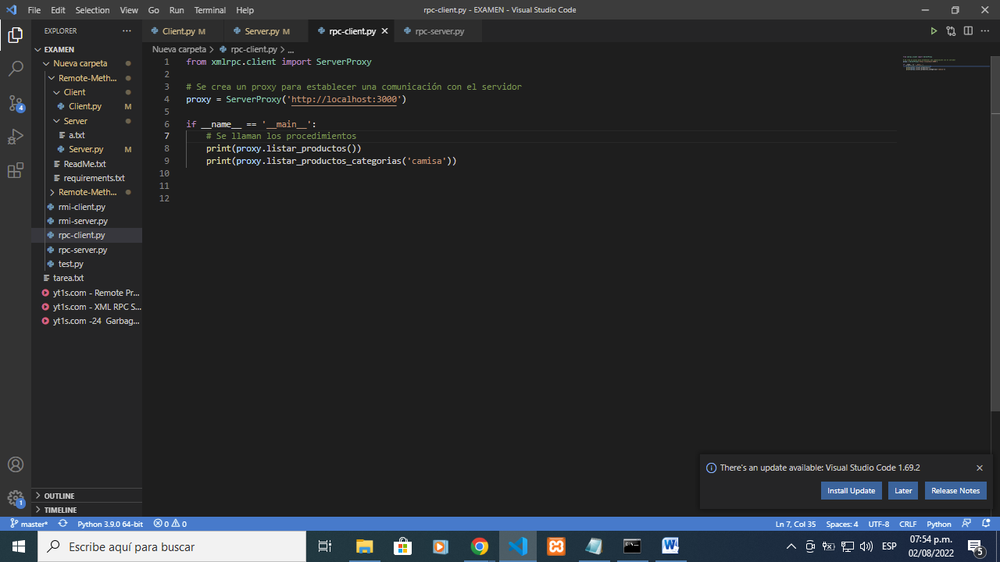 File Edit Selection View Go Run Terminal Help
rpc-client.py - EXAMEN - Visual Studio Code
EXPLORER
Client.py M
Server.py M
rpc-client.py
rpc-server.py
EXAMEN
Nueva carpeta
Remote-Meth...
Client
Client.py M
Server
a.txt
Server.py M
ReadMe.txt
requirements.txt
Remote-Meth...
rmi-client.py
rmi-server.py
rpc-client.py
rpc-server.py
test.py
tarea.txt
yt1s.com - Remote Pr...
yt1s.com - XML RPC S...
yt1s.com -24 Garbag...
OUTLINE
TIMELINE
4
1
Nueva carpeta > rpc-client.py > ...
1 from xmlrpc.client import ServerProxy
2
3 # Se crea un proxy para establecer una comunicación con el servidor
4 proxy = ServerProxy('http://localhost:3000')
5
6 if __name__ == '__main__':
7 # Se llaman los procedimientos
8 print(proxy.listar_productos())
9 print(proxy.listar_productos_categorias('camisa'))
10
11
12
There's an update available: Visual Studio Code 1.69.2
Install Update
Later
Release Notes
master*
Python 3.9.0 64-bit
0 0
Ln 7, Col 35
Spaces: 4
UTF-8
CRLF
Python
Escribe aquí para buscar
ESP
07:54 p.m.
02/08/2022
5